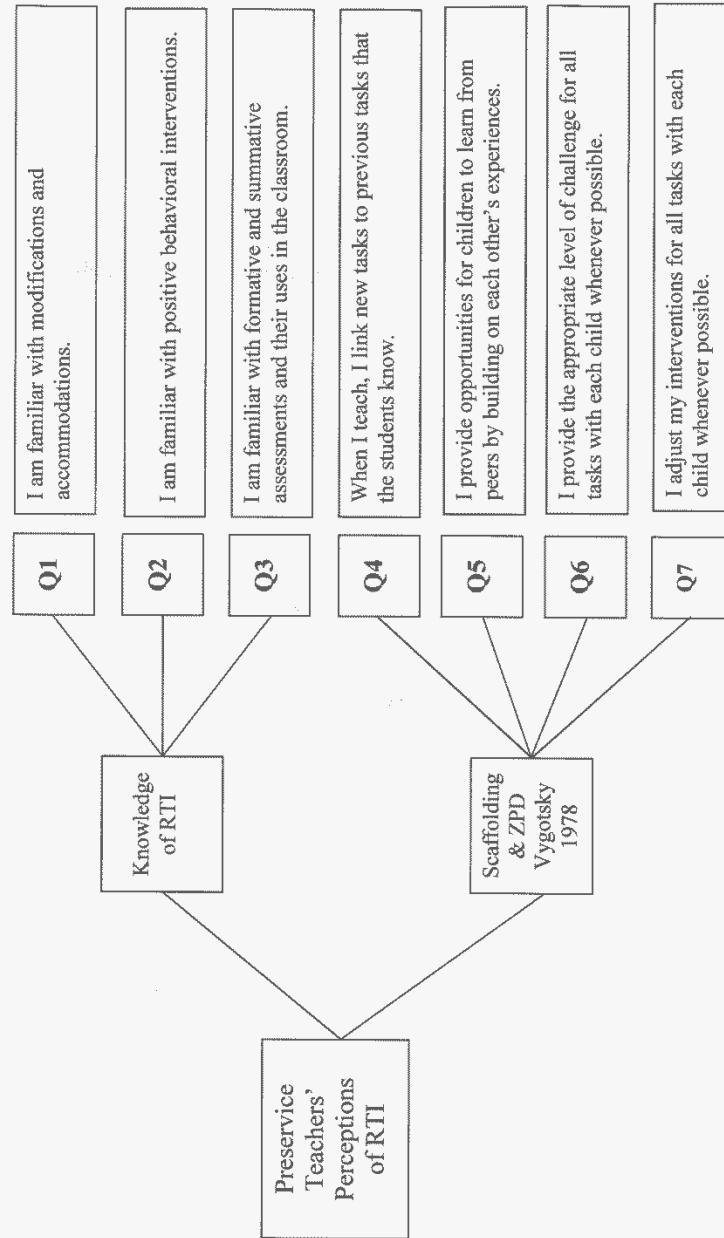 Preservice
Teachers'
Perceptions
of RTI
Knowledge
of RTI
Scaffolding
& ZPD
Vygotsky
1978
Q1
I am familiar with modifications and
accommodations.
Q2
I am familiar with positive behavioral interventions.
Q3
I am familiar with formative and summative
assessments and their uses in the classroom.
Q4
When I teach, I link new tasks to previous tasks that
the students know.
Q5
I provide opportunities for children to learn from
peers by building on each other's experiences.
Q6
I provide the appropriate level of challenge for all
tasks with each child whenever possible.
Q7
I adjust my interventions for all tasks with each
child whenever possible.